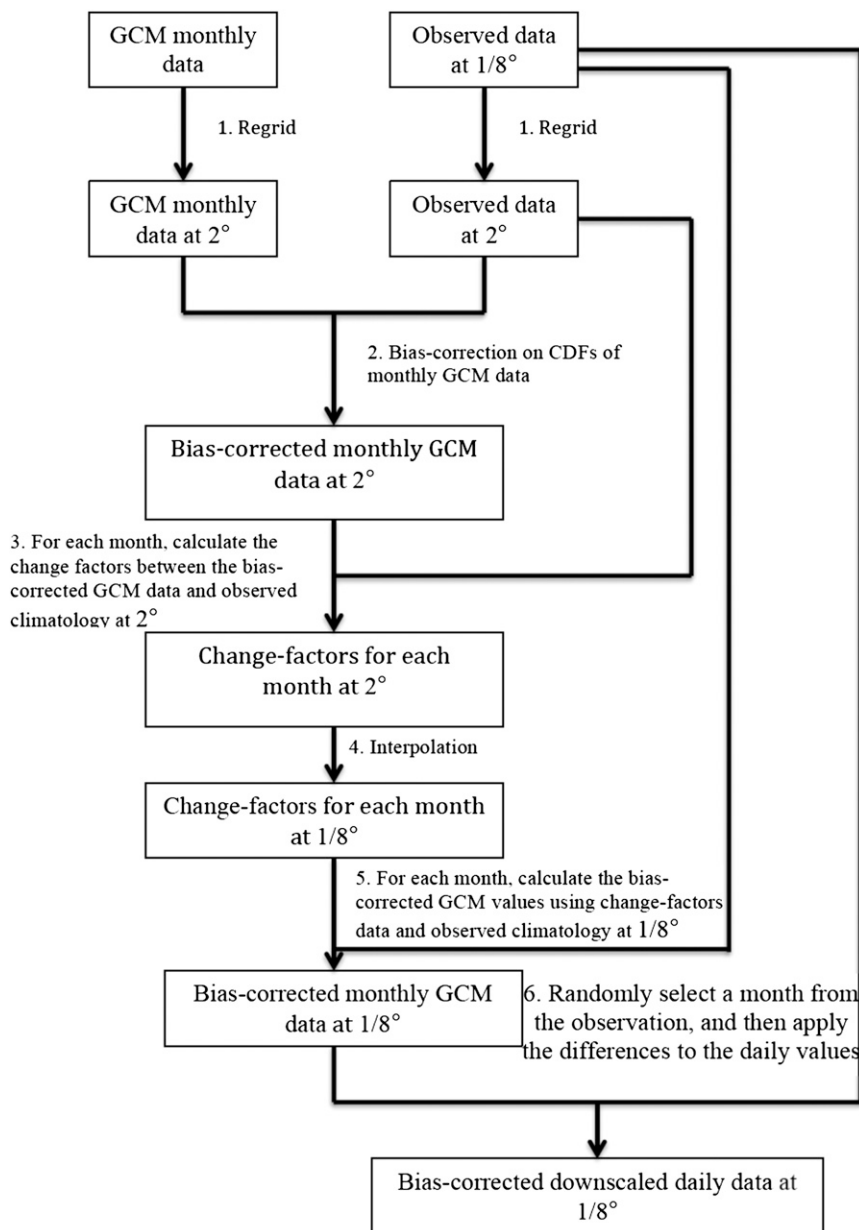 GCM monthly
data
Observed data
at 1/8°
1. Regrid
1. Regrid
GCM monthly
data at 2°
Observed data
at 2°
2. Bias-correction on CDFs of
monthly GCM data
Bias-corrected monthly GCM
data at 2°
3. For each month, calculate the
change factors between the bias-
corrected GCM data and observed
climatology at 2°
Change-factors for each
month at 2°
4. Interpolation
Change-factors for each month
at 1/8°
5. For each month, calculate the bias-
corrected GCM values using change-factors
data and observed climatology at 1/8°
Bias-corrected monthly GCM
data at 1/8°
6. Randomly select a month from
the observation, and then apply
the differences to the daily values
Bias-corrected downscaled daily data at
1/8°